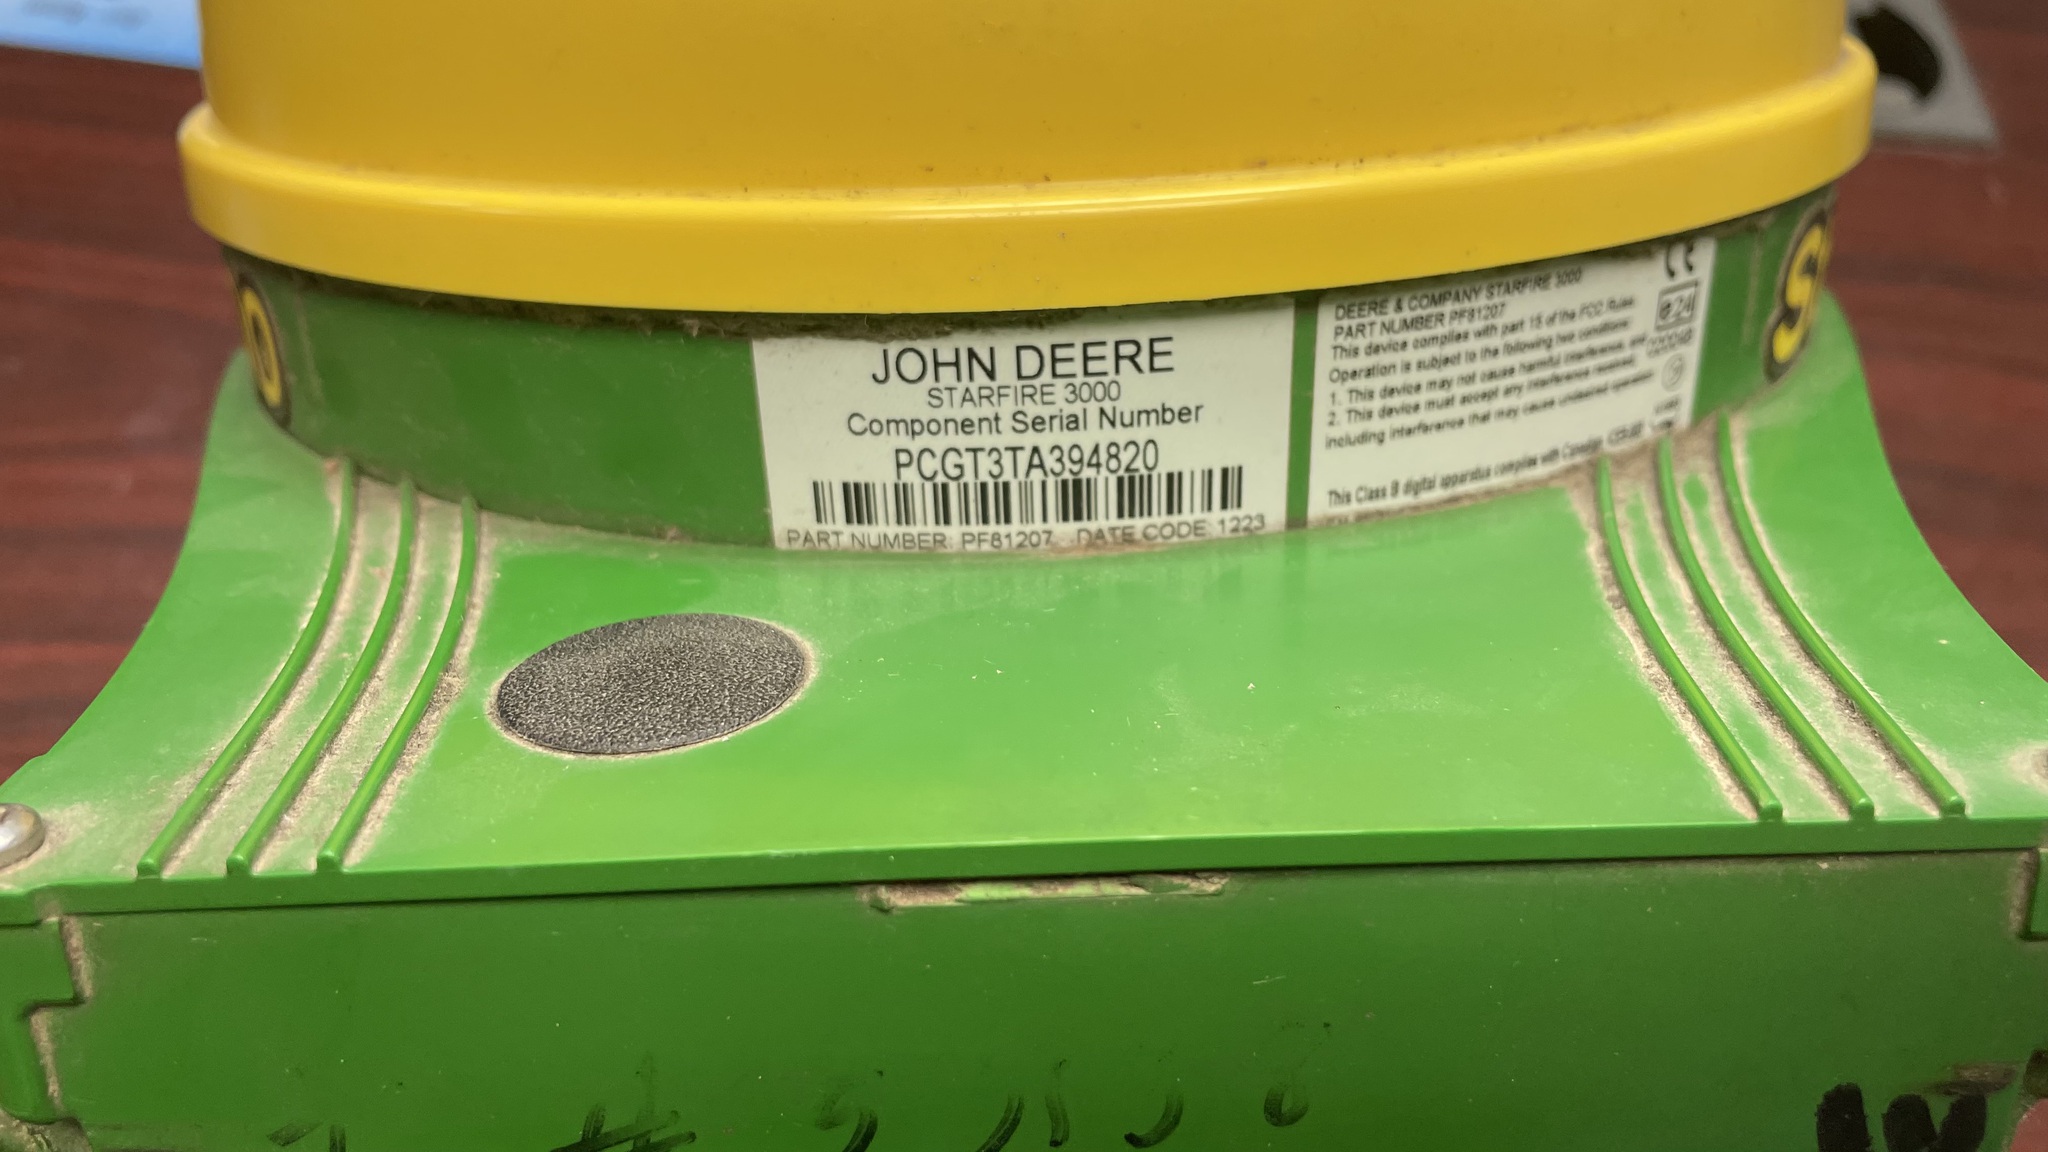 JOHN DEERE
STARFIRE 3000
Component Serial Number
PCGT3TA394820
PART NUMBER: PF81207 DATE CODE: 1223
DEERE & COMPANY STARFIRE 3000
PART NUMBER PF81207
This device complies with part 15 of the FCC Rules.
Operation is subject to the following two conditions:
1. This device may not cause harmful interference, and
2. This device must accept any interference received,
including interference that may cause undesired operation.
This Class B digital apparatus complies with Canadian
CE
e24
0
S